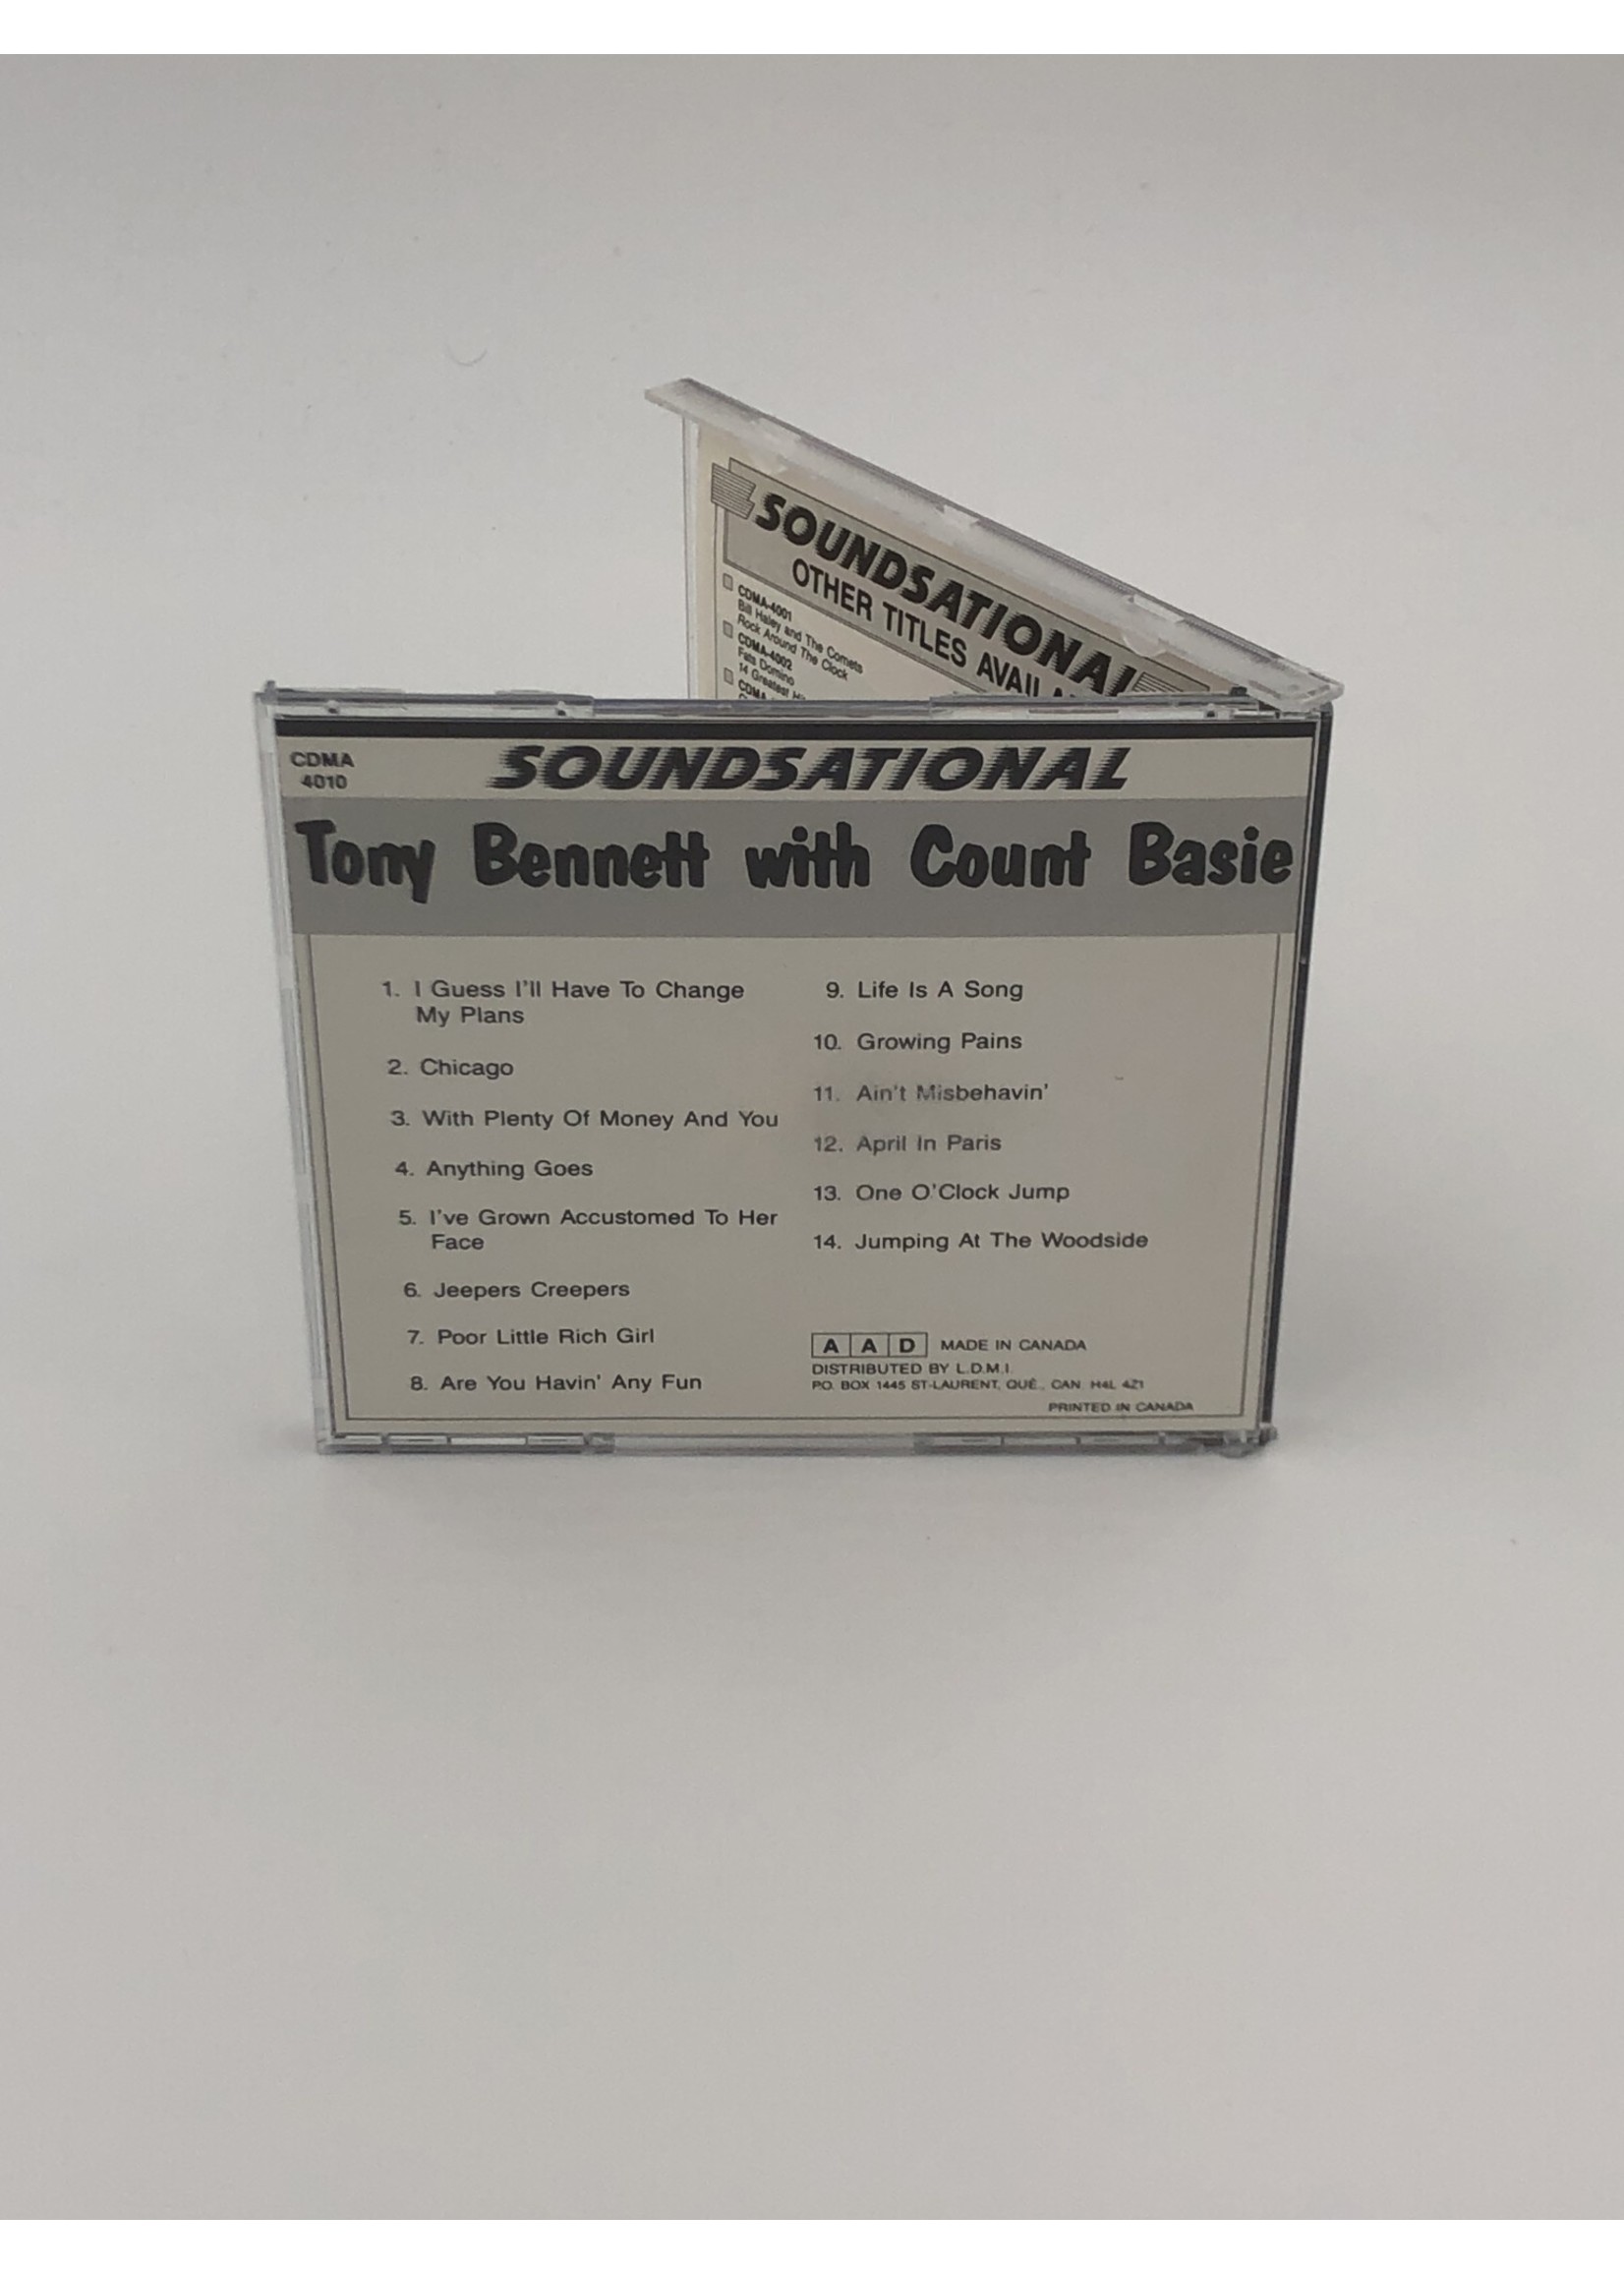 SOUNDSATIONAL
OTHER TITLES
CDMA-4001
Bill Haley and The Comets
Rock Around The Clock
CDMA-4002
Fats Domino
14 Greatest
CDMA
CDMA
4010
SOUNDSATIONAL
Tony Bennett with Count Basie
1. I Guess I'll Have To Change
My Plans
2. Chicago
3. With Plenty Of Money And You
4. Anything Goes
5. I've Grown Accustomed To Her
Face
6. Jeepers Creepers
7. Poor Little Rich Girl
8. Are You Havin' Any Fun
9. Life Is A Song
10. Growing Pains
11. Ain't Misbehavin'
12. April In Paris
13. One O'Clock Jump
14. Jumping At The Woodside
A A D MADE IN CANADA
DISTRIBUTED BY L.D.M.I.
P.O. BOX 1445 ST-LAURENT, QUÉ., CAN. H4L 4Z1
PRINTED IN CANADA